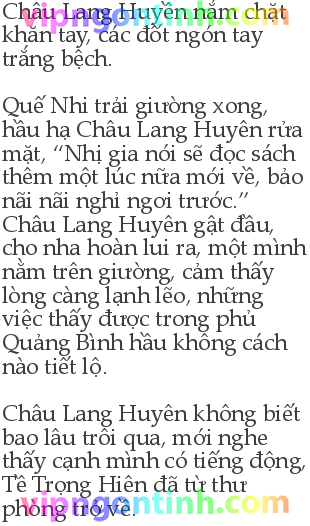 Châu Lang Huyên nắm chặt
khăn tay, các đốt ngón tay
trắng bệch.

Quế Nhi trải giường xong,
hầu hạ Châu Lang Huyên rửa
mặt, “Nhị gia nói sẽ đọc sách
thêm một lúc nữa mới về, bảo
nãi nãi nghỉ ngơi trước.”
Châu Lang Huyên gật đầu,
cho nha hoàn lui ra, một mình
nằm trên giường, cảm thấy
lòng càng lạnh lẽo, những
việc thấy được trong phủ
Quảng Bình hầu không cách
nào tiết lộ.

Châu Lang Huyên không biết
bao lâu trôi qua, mới nghe
thấy cạnh mình có tiếng động,
Tề Trọng Hiên đã từ thư
phòng trở về.
vipngontinh.com
vipngontinh.com